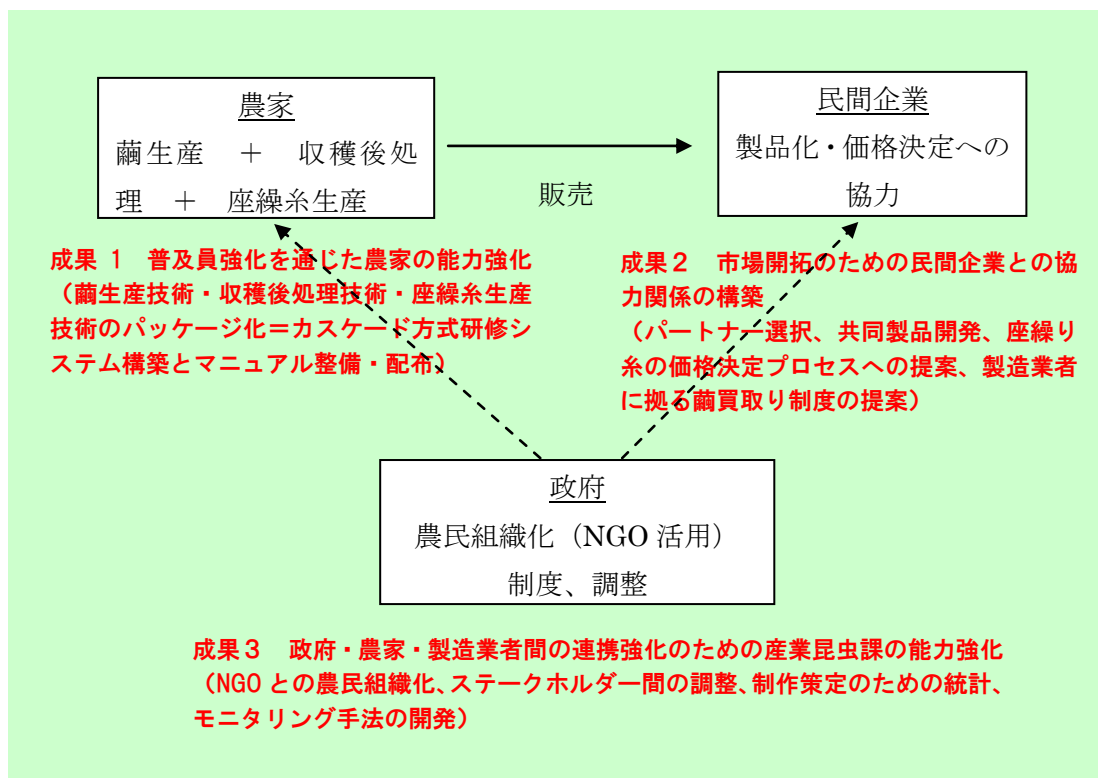 農家
繭生産 + 収穫後処
理 + 座繰糸生産
販売
民間企業
製品化・価格決定への
協力
成果 1 普及員強化を通じた農家の能力強化
(繭生産技術・収穫後処理技術・座繰糸生産
技術のパッケージ化=カスケード方式研修シ
ステム構築とマニュアル整備・配布)
成果2 市場開拓のための民間企業との協
力関係の構築
(パートナー選択、共同製品開発、座繰り
糸の価格決定プロセスへの提案、製造業者
に拠る繭買取り制度の提案)
政府
農民組織化(NGO 活用)
制度、調整
成果3 政府・農家・製造業者間の連携強化のための産業昆虫課の能力強化
(NGO との農民組織化、ステークホルダー間の調整、制作策定のための統計、
モニタリング手法の開発)